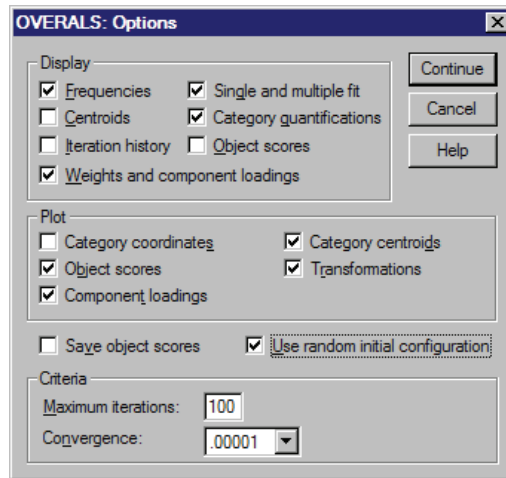 OVERALS: Options
Display
Frequencies
Single and multiple fit
Centroids
Category quantifications
Iteration history
Object scores
Weights and component loadings
Continue
Cancel
Help
Plot
Category coordinates
Category centroids
Object scores
Transformations
Component loadings
Save object scores
Use random initial configuration
Criteria
Maximum iterations: 100
Convergence: .00001